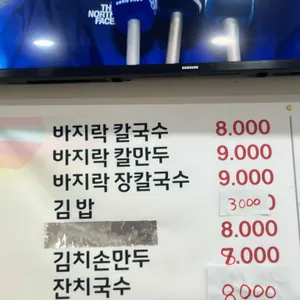 THE
NORTH
FACE
SAMSUNG
바지락 칼국수 8.000
바지락 칼만두 9.000
바지락 장칼국수 9.000
김밥 3000 )
8.000
김치손만두 8.000
잔치국수 8000